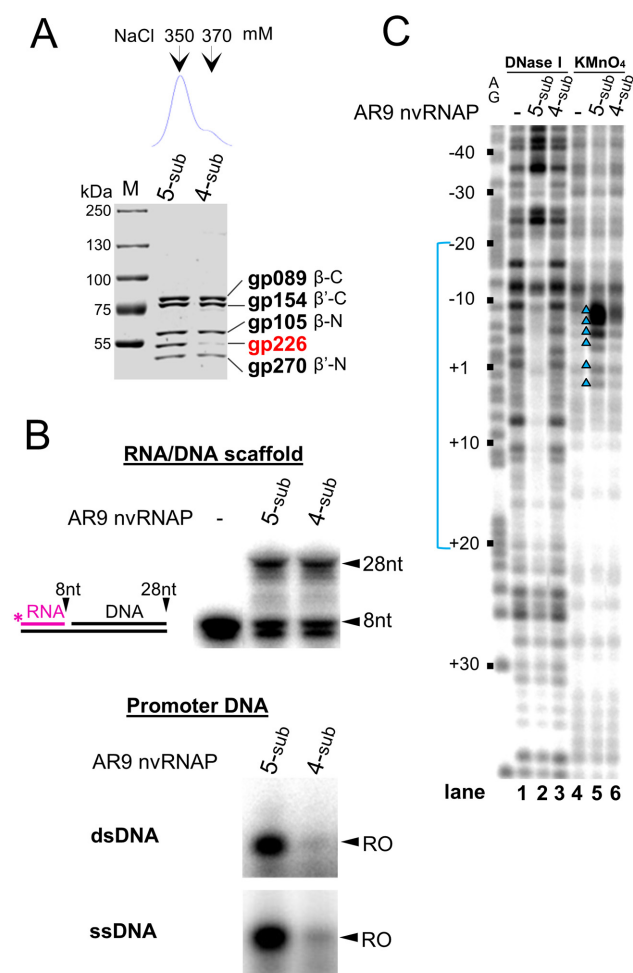 A
NaCl 350 370 mM
kDa M 5-sub 4-sub
250
130
100
75
55
gp089 β-C
gp154 β'-C
gp105 β-N
gp226
gp270 β'-N
B
RNA/DNA scaffold
AR9 nvRNAP - 5-sub 4-sub
28nt
8nt
8nt 28nt
*RNA DNA
Promoter DNA
AR9 nvRNAP 5-sub 4-sub
dsDNA RO
ssDNA RO
C
DNase I KMnO4
A
G
AR9 nvRNAP - 5-sub 4-sub - 5-sub 4-sub
-40
-30
-20
-10
+1
+10
+20
+30
lane 1 2 3 4 5 6